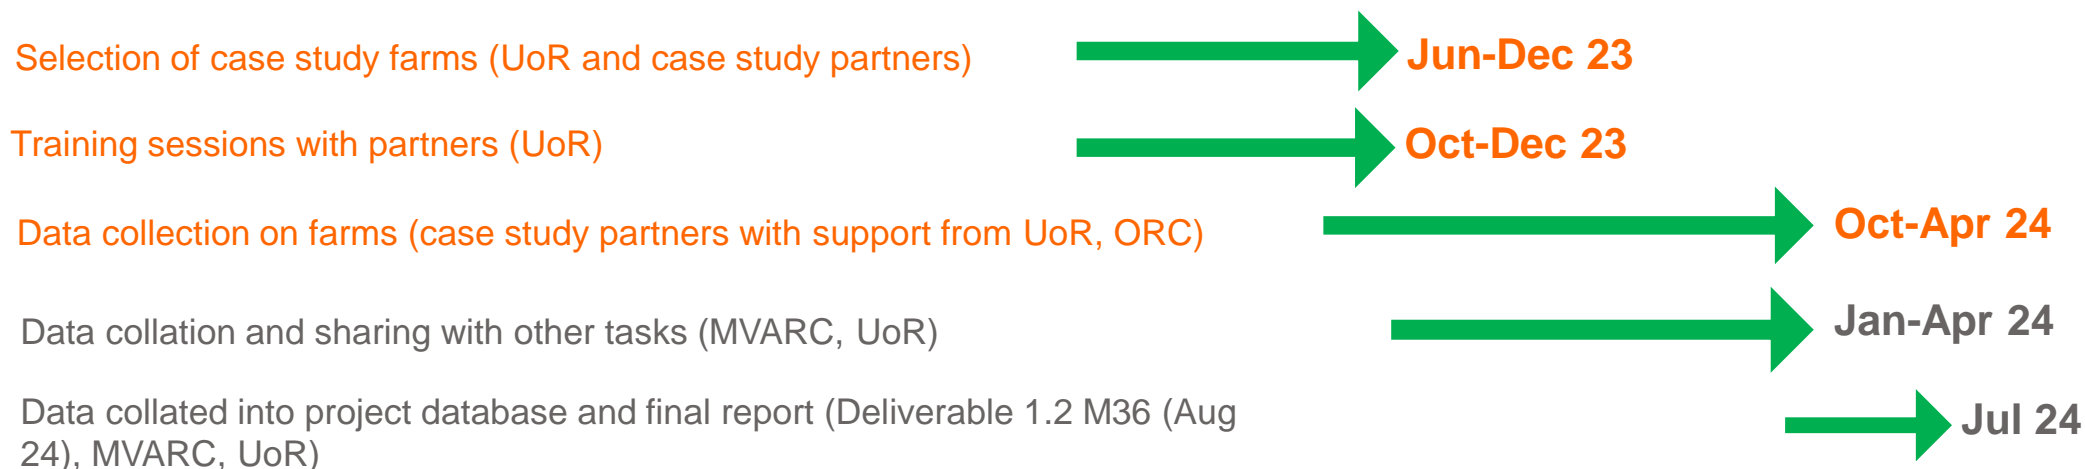 Selection of case study farms (UoR and case study partners) Jun-Dec 23
Training sessions with partners (UoR) Oct-Dec 23
Data collection on farms (case study partners with support from UoR, ORC) Oct-Apr 24
Data collation and sharing with other tasks (MVARC, UoR) Jan-Apr 24
Data collated into project database and final report (Deliverable 1.2 M36 (Aug
24), MVARC, UoR) Jul 24